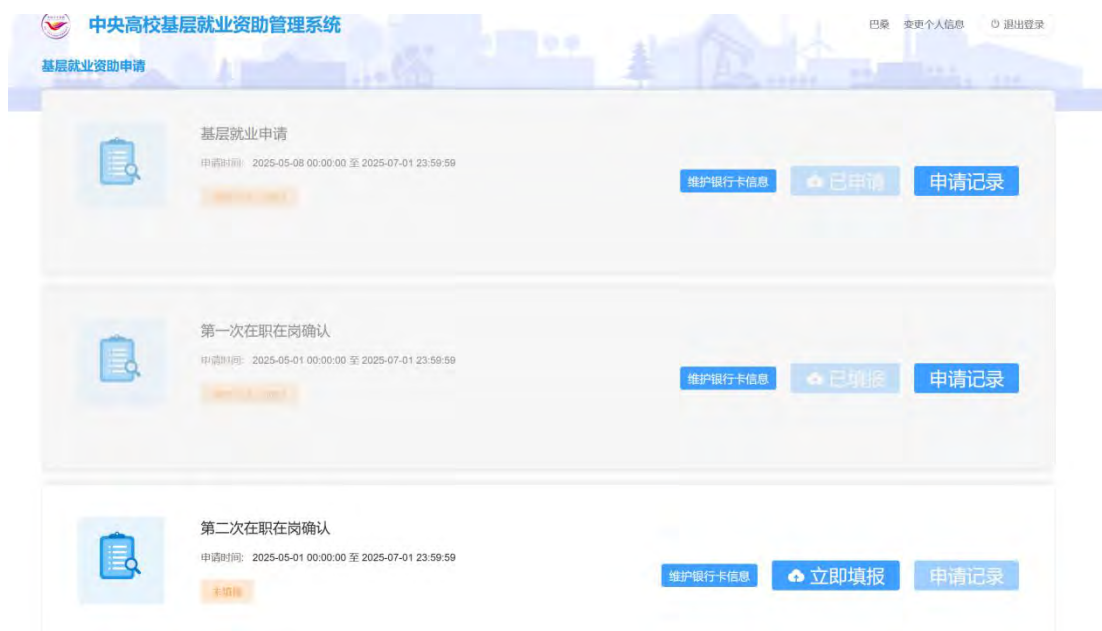 中央高校基层就业资助管理系统
巴桑 变更个人信息 退出登录
基层就业资助申请
基层就业申请
申请时间: 2025-05-08 00:00:00 至 2025-07-01 23:59:59
维护银行卡信息 已申请 申请记录
第一次在职在岗确认
申请时间: 2025-05-01 00:00:00 至 2025-07-01 23:59:59
维护银行卡信息 已填报 申请记录
第二次在职在岗确认
申请时间: 2025-05-01 00:00:00 至 2025-07-01 23:59:59
维护银行卡信息 立即填报 申请记录
未填报